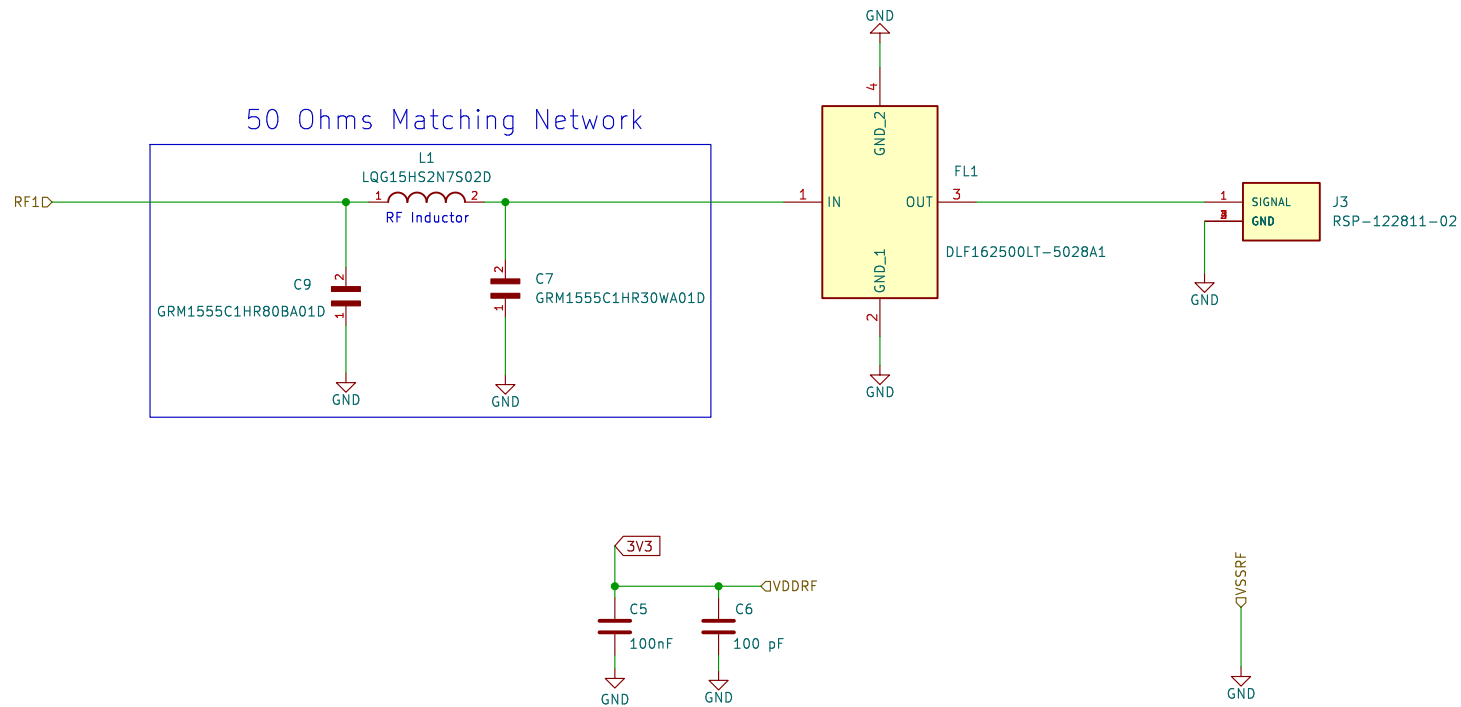 GND
4
GND_2
50 Ohms Matching Network
L1
LQG15HS2N7S02D
RF1
1
2
RF Inductor
1
IN
OUT
3
FL1
1
SIGNAL
GND
J3
RSP-122811-02
GND
C9
GRM1555C1HR80BA01D
2
1
GND
C7
GRM1555C1HR30WA01D
2
1
GND
GND_1
DLF162500LT-5028A1
2
GND
3V3
VDDRF
C5
100nF
GND
C6
100 pF
GND
VSSRF
GND